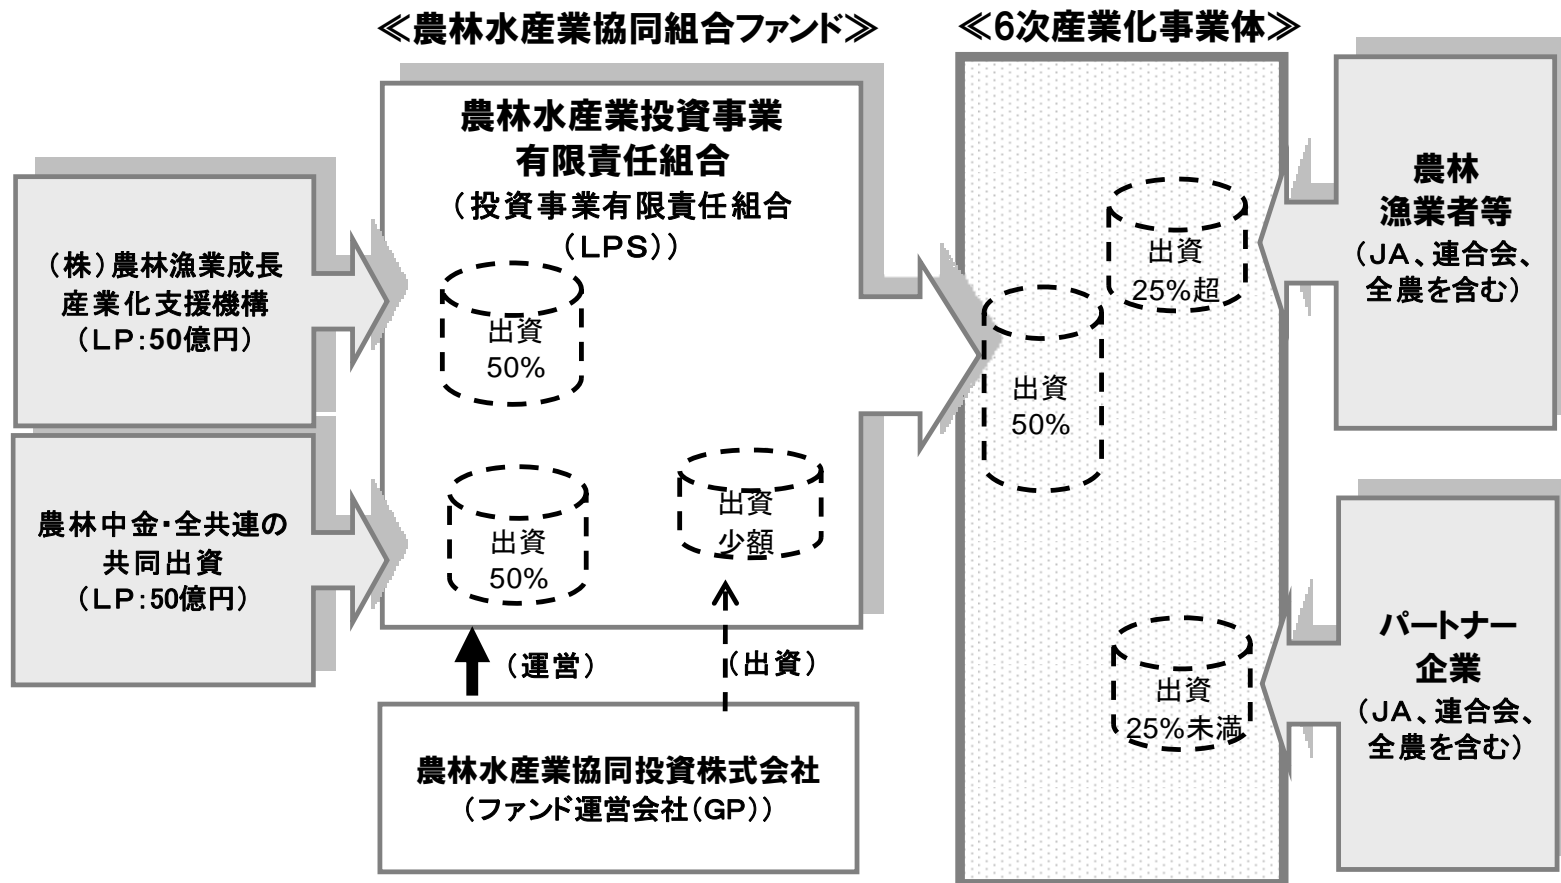 ≪農林水産業協同組合ファンド≫
≪6次産業化事業体≫
農林水産業投資事業
有限責任組合
（投資事業有限責任組合
（ＬＰＳ））
（株）農林漁業成長
産業化支援機構
（ＬＰ：50億円）
出資
50%
農林中金・全共連の
共同出資
（ＬＰ：50億円）
出資
50%
出資
少額
（運営）
（出資）
農林水産業協同投資株式会社
（ファンド運営会社（GP））
出資
50%
出資
25%超
出資
25%未満
農林
漁業者等
（ＪＡ、連合会、
全農を含む）
パートナー
企業
（ＪＡ、連合会、
全農を含む）